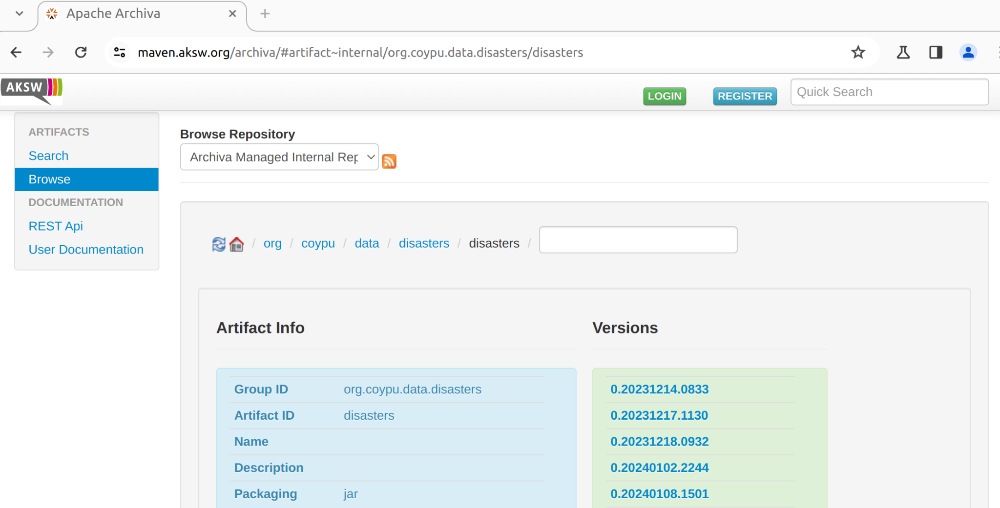 Apache Archiva
maven.aksw.org/archiva/#artifact~internal/org.coypu.data.disasters/disasters
AKSW
LOGIN
REGISTER
Quick Search
ARTIFACTS
Search
Browse
DOCUMENTATION
REST Api
User Documentation
Browse Repository
Archiva Managed Internal Rep
/ org / coypu / data / disasters / disasters /
Artifact Info
Versions
Group ID org.coypu.data.disasters
0.20231214.0833
Artifact ID disasters
0.20231217.1130
Name
0.20231218.0932
Description
0.20240102.2244
Packaging jar
0.20240108.1501